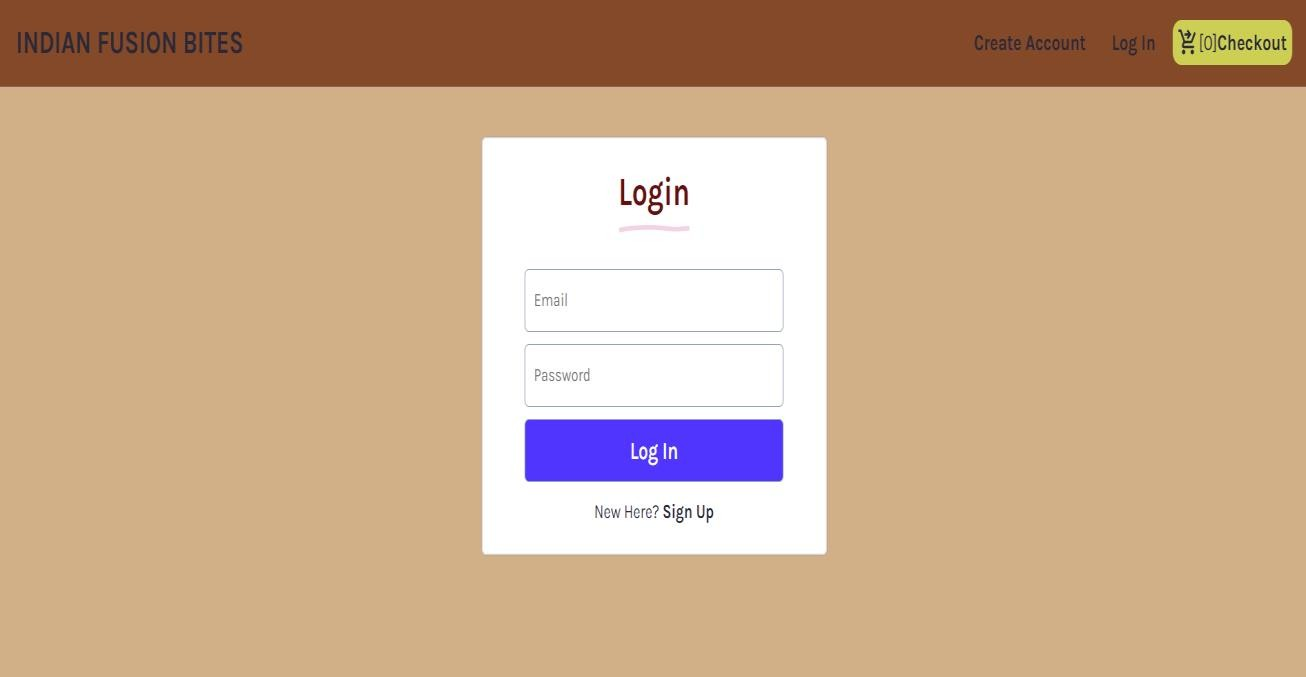 INDIAN FUSION BITES
Create Account Log In [0]Checkout
Login
Email
Password
Log In
New Here? Sign Up